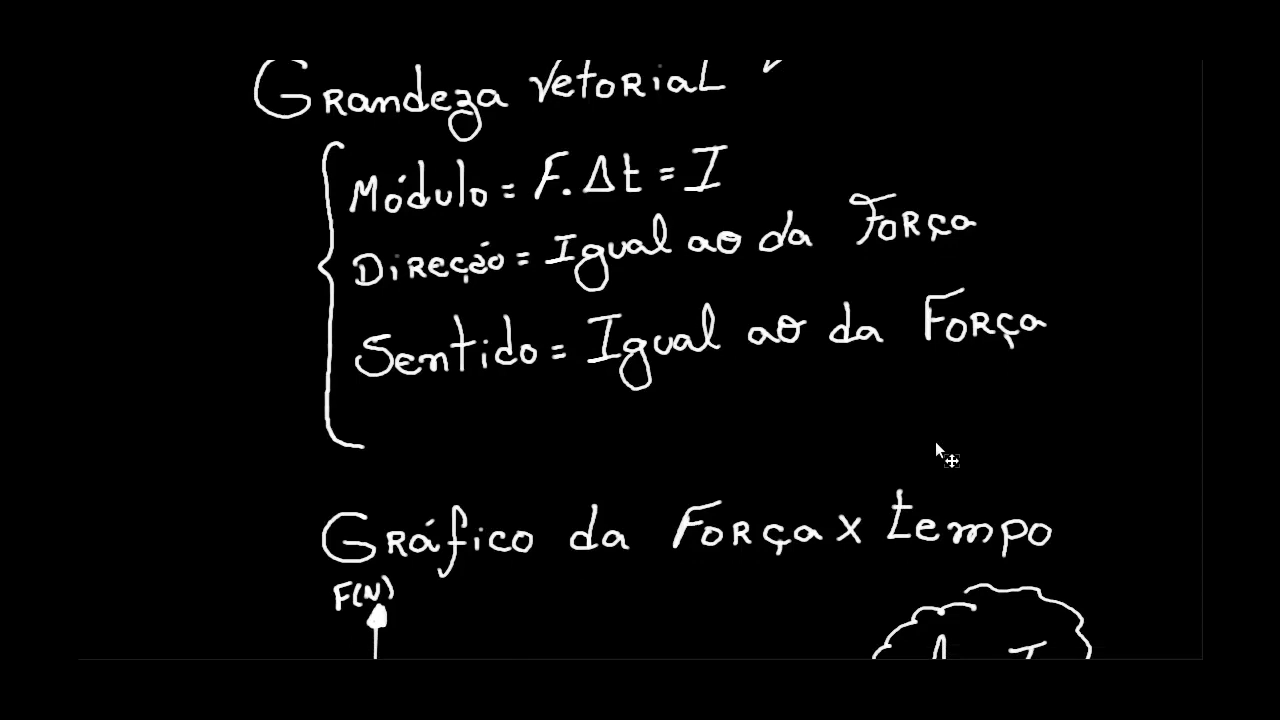 Grandeza Vetorial
Módulo = F. Δt = I
Direção = Igual ao da Força
Sentido = Igual ao da Força
Gráfico da Força x tempo
F(N)